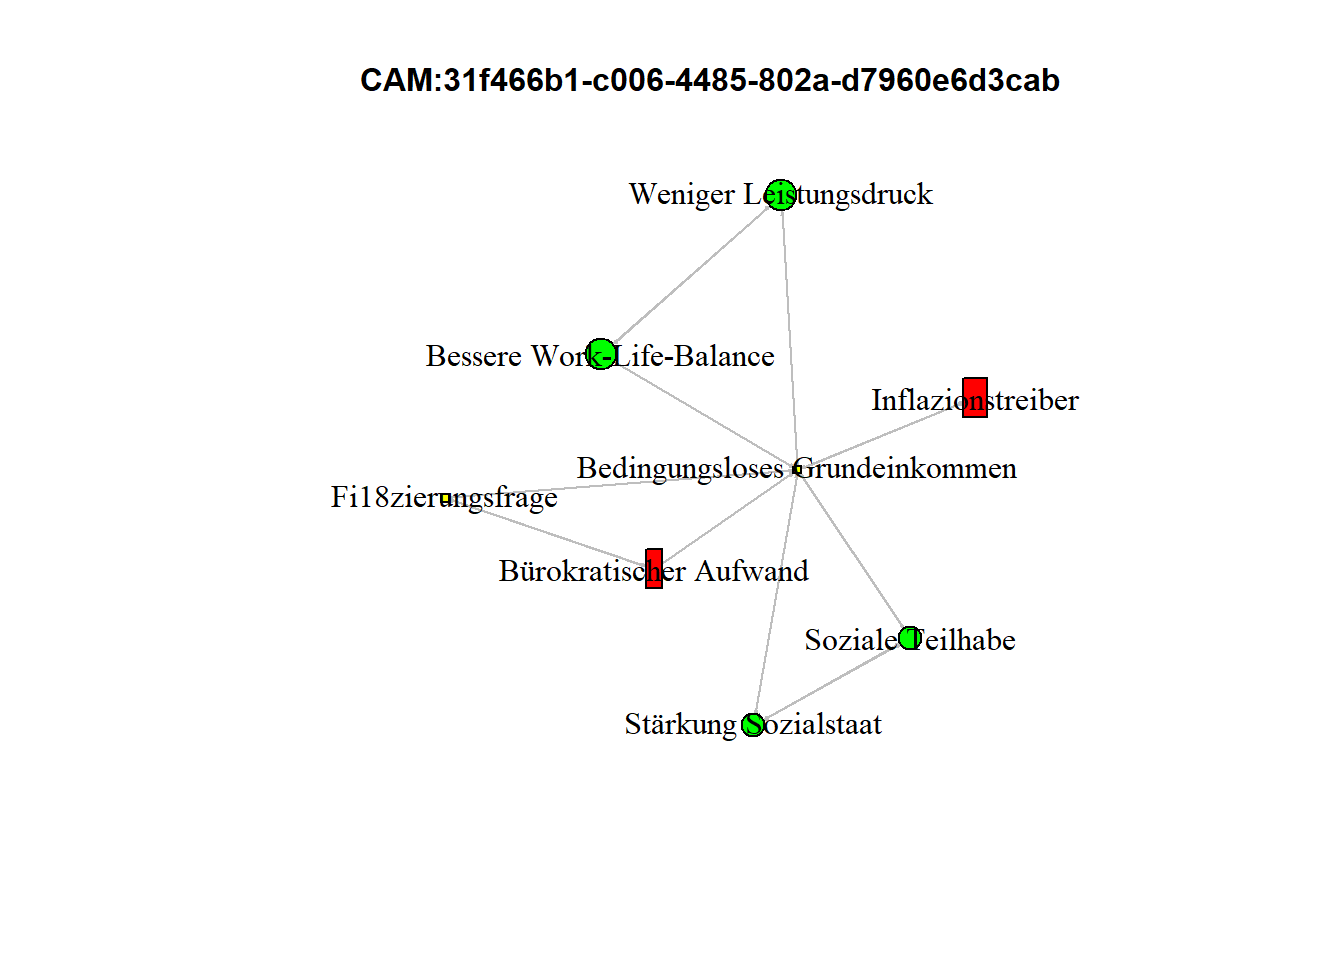 CAM:31f466b1-c006-4485-802a-d7960e6d3cab
Weniger Leistungsdruck
Bessere Work-Life-Balance
Inflazionstreiber
Bedingungsloses Grundeinkommen
Fi18zierungsfrage
Bürokratischer Aufwand
Soziale Teilhabe
Stärkung Sozialstaat